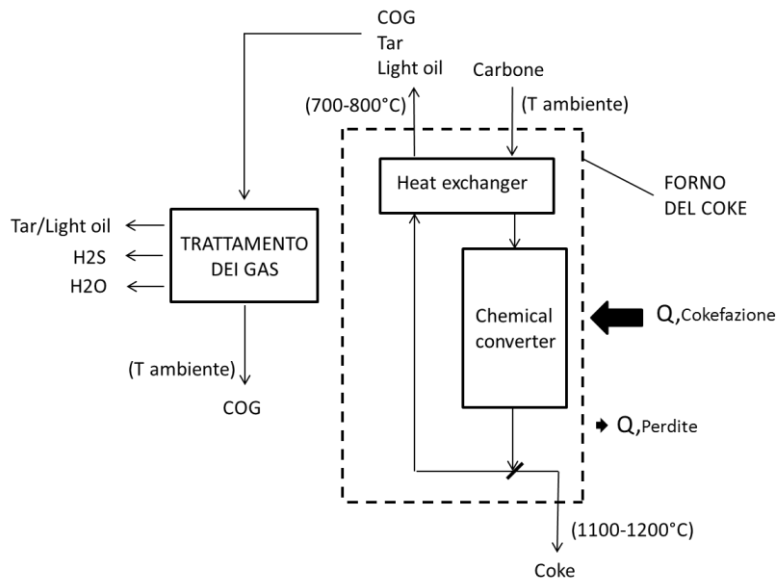 COG
Tar
Light oil
Carbone
(700-800°C)
(T ambiente)
Heat exchanger
FORNO
DEL COKE
Tar/Light oil
H2S
H2O
TRATTAMENTO
DEI GAS
Chemical
converter
Q,Cokefazione
(T ambiente)
COG
Q,Perdite
(1100-1200°C)
Coke